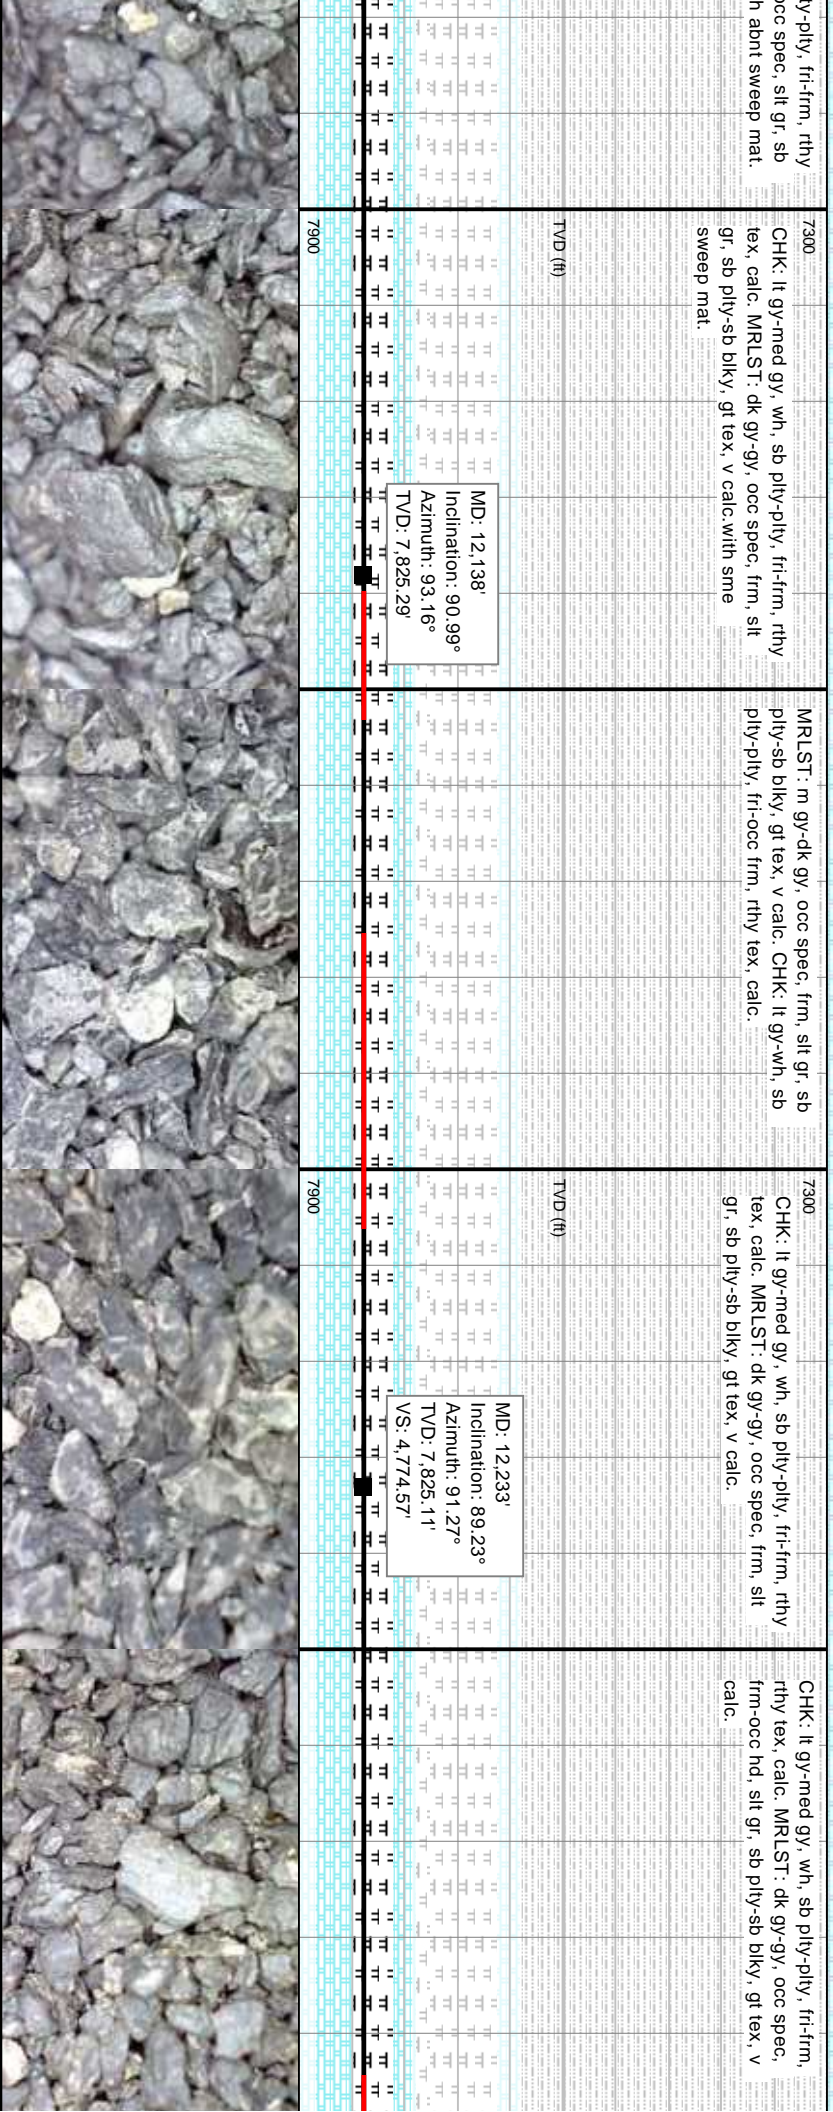 ty-plty, fri-frm, rthy
occ spec, slt gr, sb
h abnt sweep mat.
7300
CHK: lt gy-med gy, wh, sb plty-plty, fri-frm, rthy
tex, calc. MRLST: dk gy-gy, occ spec, frm, slt
gr, sb plty-sb blky, gt tex, v calc.with sme
sweep mat.
TVD (ft)
MD: 12,138'
Inclination: 90.99°
Azimuth: 93.16°
TVD: 7,825.29'
7900
MRLST: m gy-dk gy, occ spec, frm, slt gr, sb
plty-sb blky, gt tex, v calc. CHK: lt gy-wh, sb
plty-plty, fri-occ frm, rthy tex, calc.
7300
CHK: lt gy-med gy, wh, sb plty-plty, fri-frm, rthy
tex, calc. MRLST: dk gy-gy, occ spec, frm, slt
gr, sb plty-sb blky, gt tex, v calc.
TVD (ft)
MD: 12,233'
Inclination: 89.23°
Azimuth: 91.27°
TVD: 7,825.11'
VS: 4,774.57'
7900
CHK: lt gy-med gy, wh, sb plty-plty, fri-frm,
rthy tex, calc. MRLST: dk gy-gy, occ spec,
frm-occ hd, slt gr, sb plty-sb blky, gt tex, v
calc.